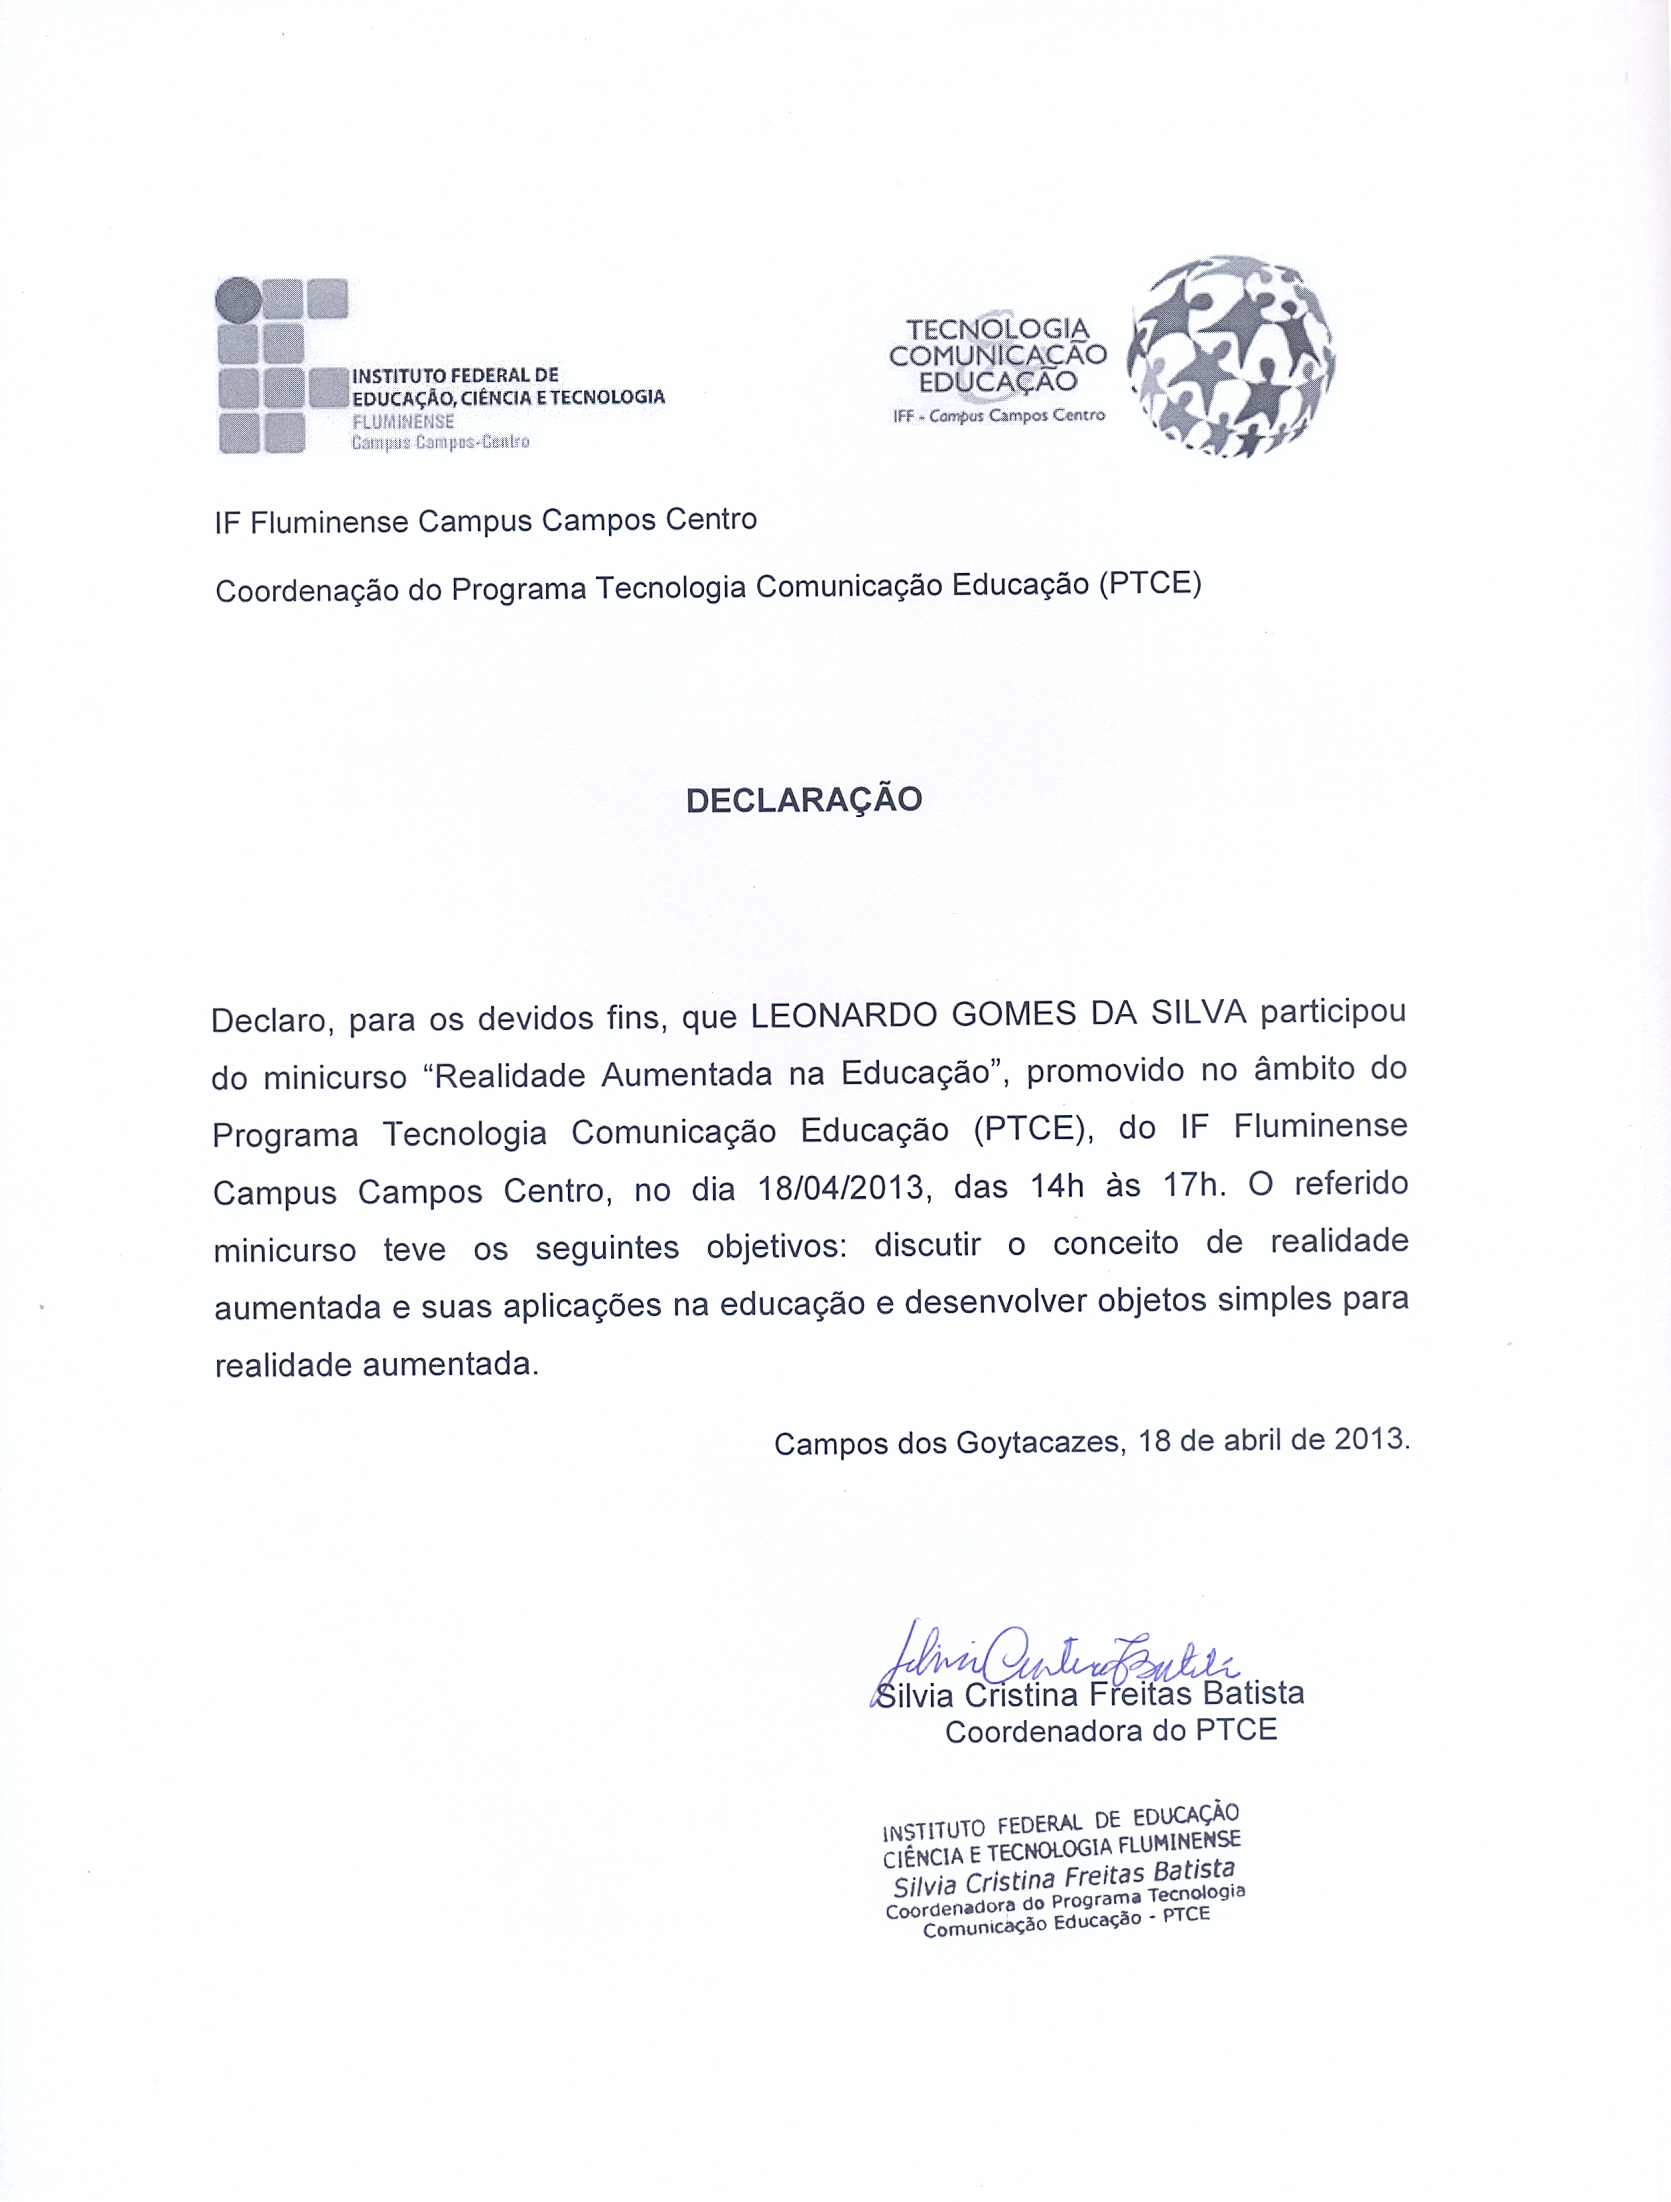 INSTITUTO FEDERAL DE
EDUCAÇÃO, CIÊNCIA E TECNOLOGIA
FLUMINENSE
Campus Campos-Centro
TECNOLOGIA
COMUNICAÇÃO
EDUCAÇÃO
IFF - Campus Campos Centro
IF Fluminense Campus Campos Centro
Coordenação do Programa Tecnologia Comunicação Educação (PTCE)
DECLARAÇÃO
Declaro, para os devidos fins, que LEONARDO GOMES DA SILVA participou
do minicurso “Realidade Aumentada na Educação”, promovido no âmbito do
Programa Tecnologia Comunicação Educação (PTCE), do IF Fluminense
Campus Campos Centro, no dia 18/04/2013, das 14h às 17h. O referido
minicurso teve os seguintes objetivos: discutir o conceito de realidade
aumentada e suas aplicações na educação e desenvolver objetos simples para
realidade aumentada.
Campos dos Goytacazes, 18 de abril de 2013.
Silvia Cristina F Batista
Silvia Cristina Freitas Batista
Coordenadora do PTCE
INSTITUTO FEDERAL DE EDUCAÇÃO
CIÊNCIA E TECNOLOGIA FLUMINENSE
Silvia Cristina Freitas Batista
Coordenadora do Programa Tecnologia
Comunicação Educação - PTCE